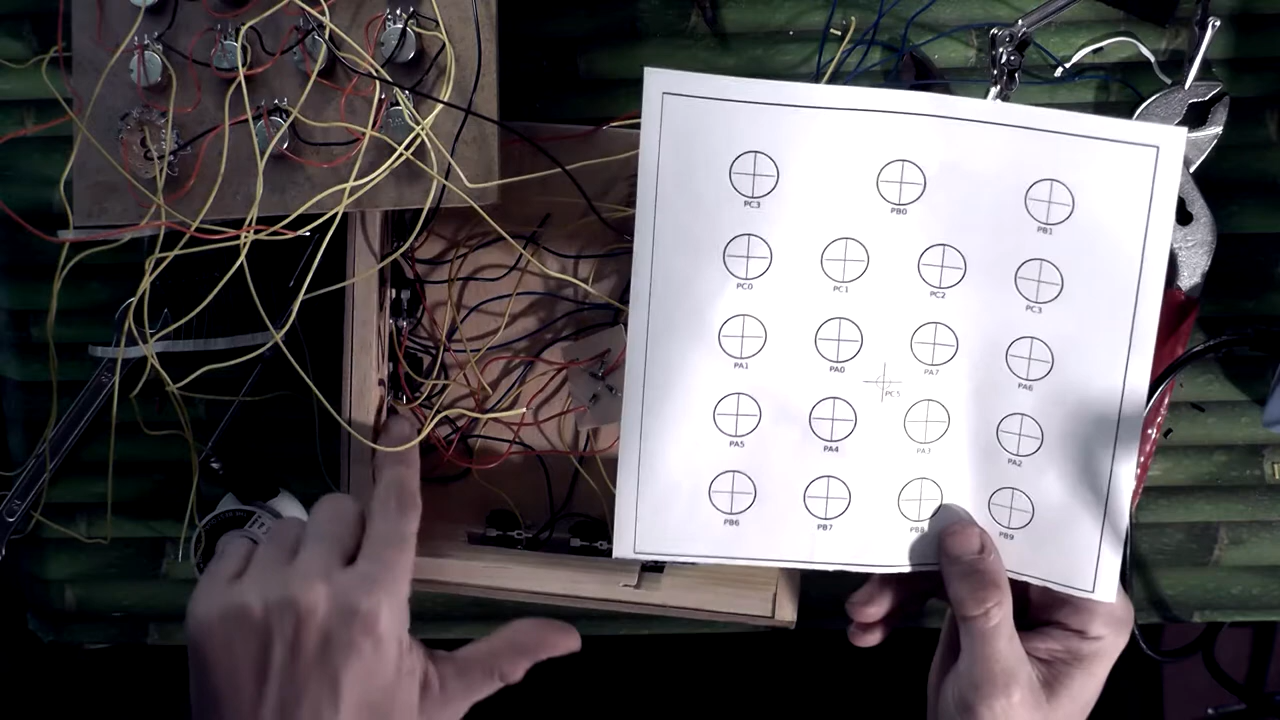 PC3 PB0 PB1
PC0 PC1 PC2 PC3
PA1 PA0 PA7 PA6
PC5
PA5 PA4 PA3 PA2
PB6 PB7 PB8 PB9